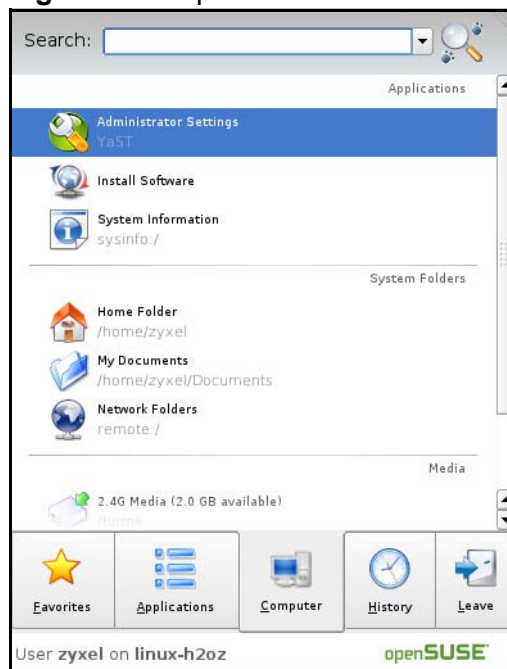 Search:
Applications
Administrator Settings
YaST
Install Software
System Information
sysinfo:/
System Folders
Home Folder
/home/zyxel
My Documents
/home/zyxel/Documents
Network Folders
remote:/
Media
2.4G Media (2.0 GB available)
/home
Favorites
Applications
Computer
History
Leave
User zyxel on linux-h2oz
openSUSE